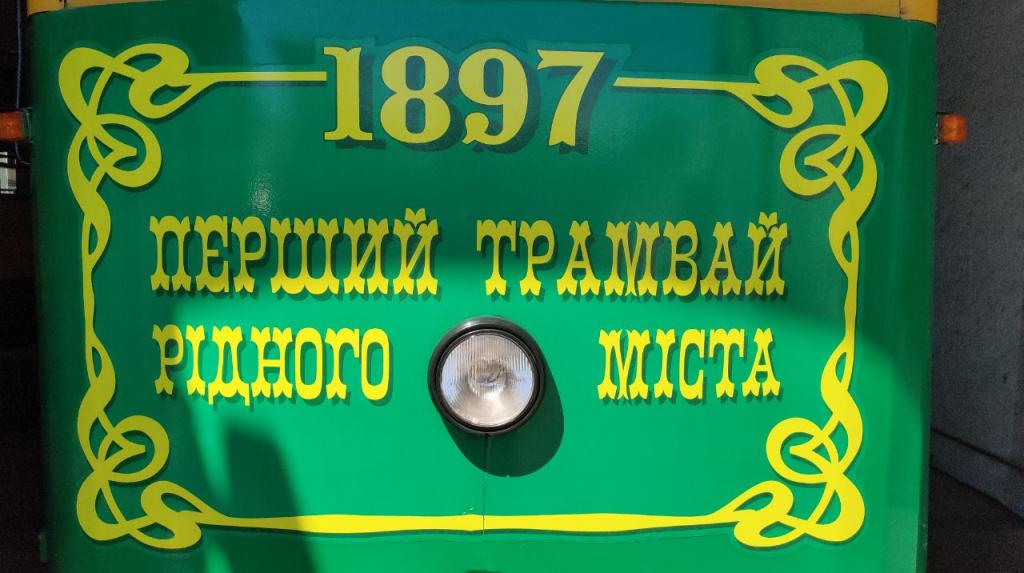 1897
ПЕРШИЙ ТРАМВАЙ
РІДНОГО МІСТА